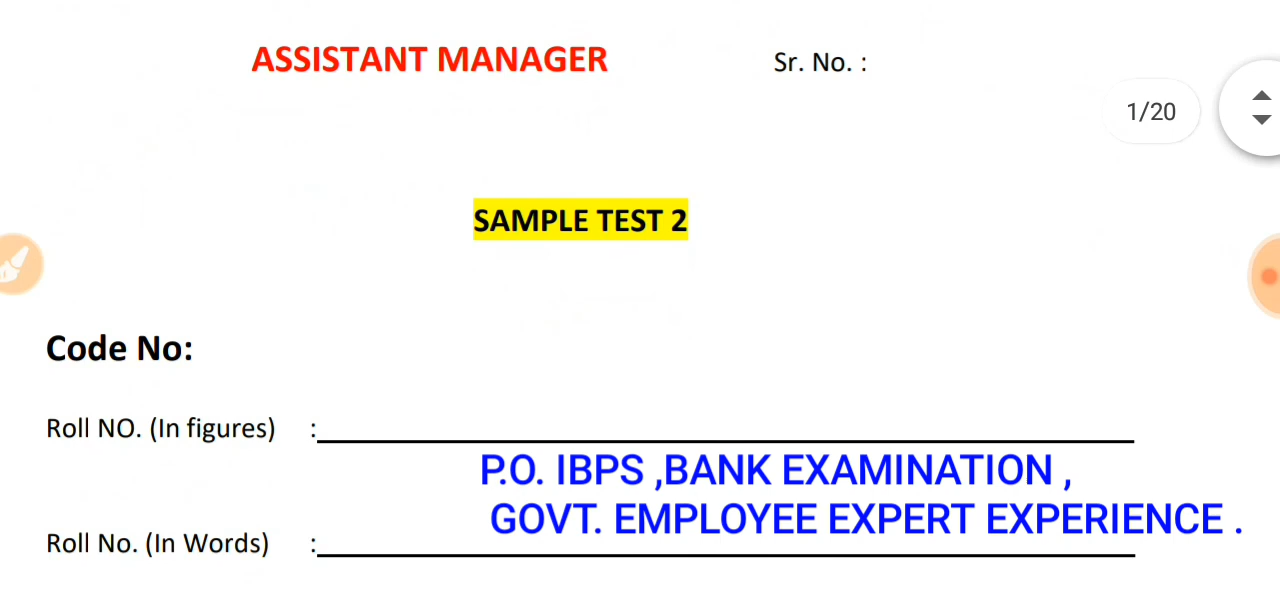 ASSISTANT MANAGER Sr. No. :
1/20
SAMPLE TEST 2
Code No:
Roll NO. (In figures) :
P.O. IBPS ,BANK EXAMINATION ,
GOVT. EMPLOYEE EXPERT EXPERIENCE .
Roll No. (In Words) :